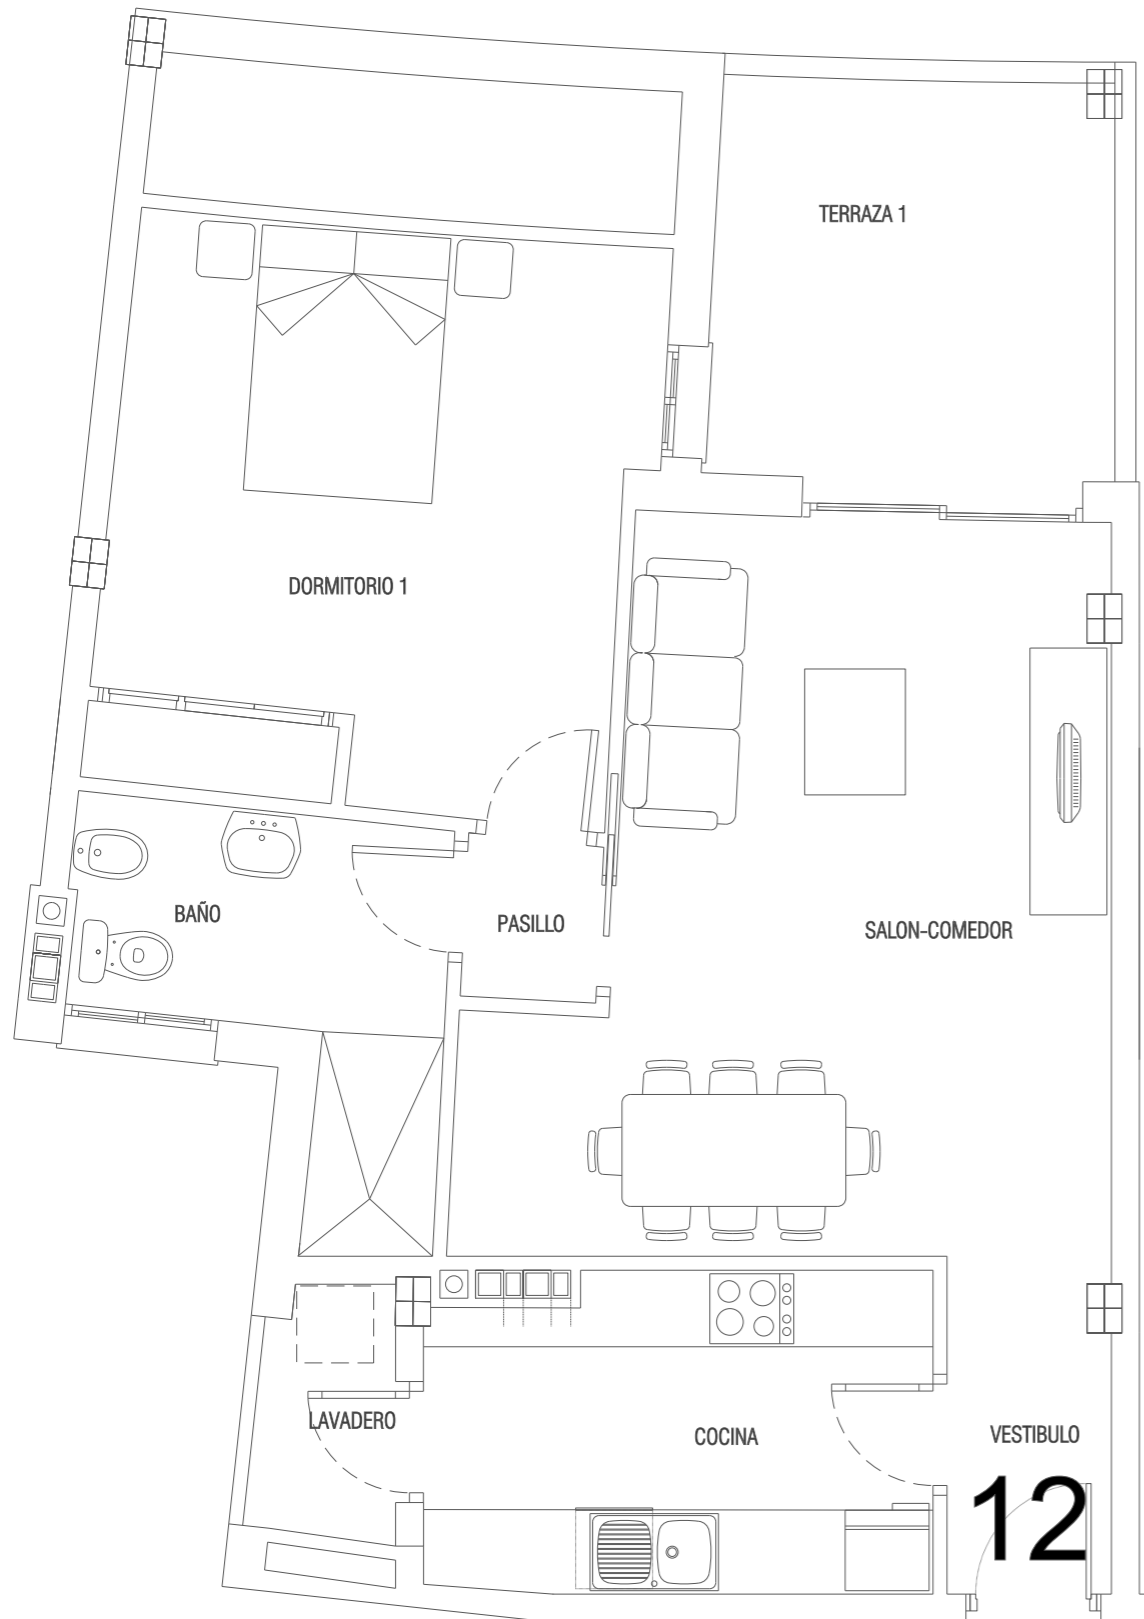 TERRAZA 1
DORMITORIO 1
BAÑO
PASILLO
SALON-COMEDOR
LAVADERO
COCINA
VESTIBULO
12